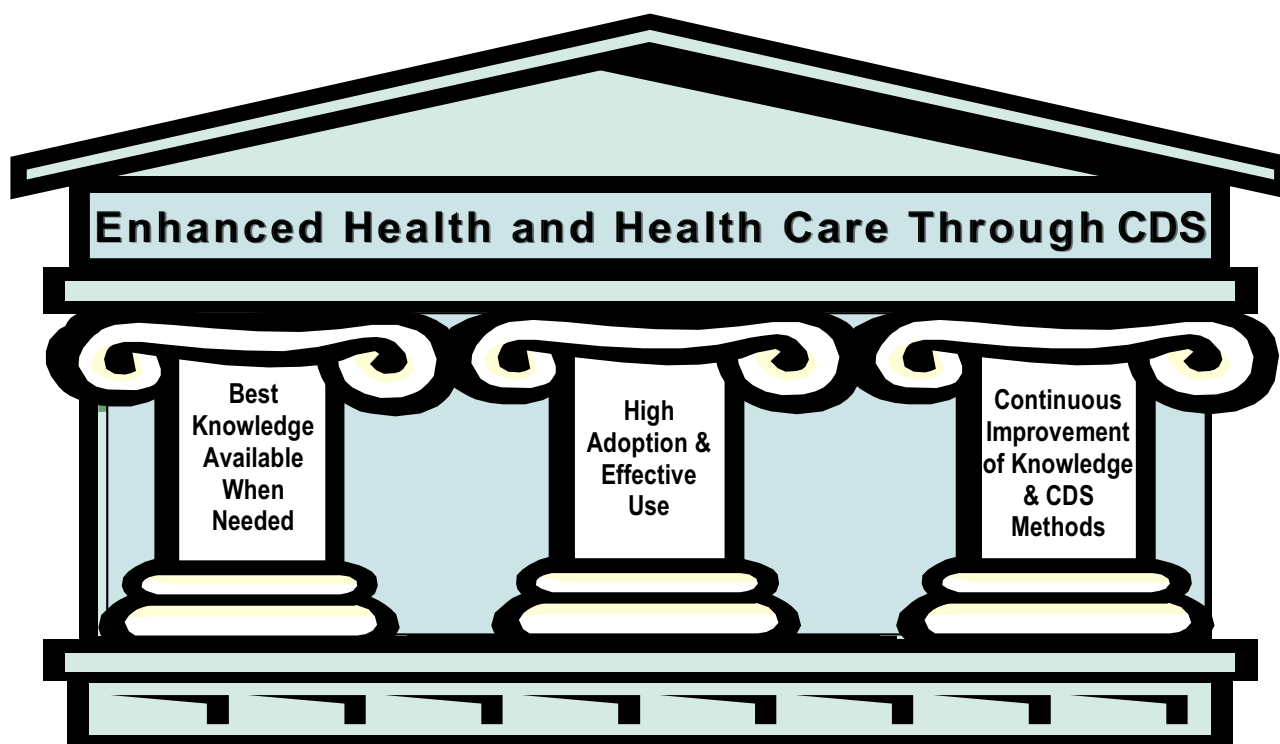 Enhanced Health and Health Care Through CDS
Best
Knowledge
Available
When
Needed
High
Adoption &
Effective
Use
Continuous
Improvement
of Knowledge
& CDS
Methods